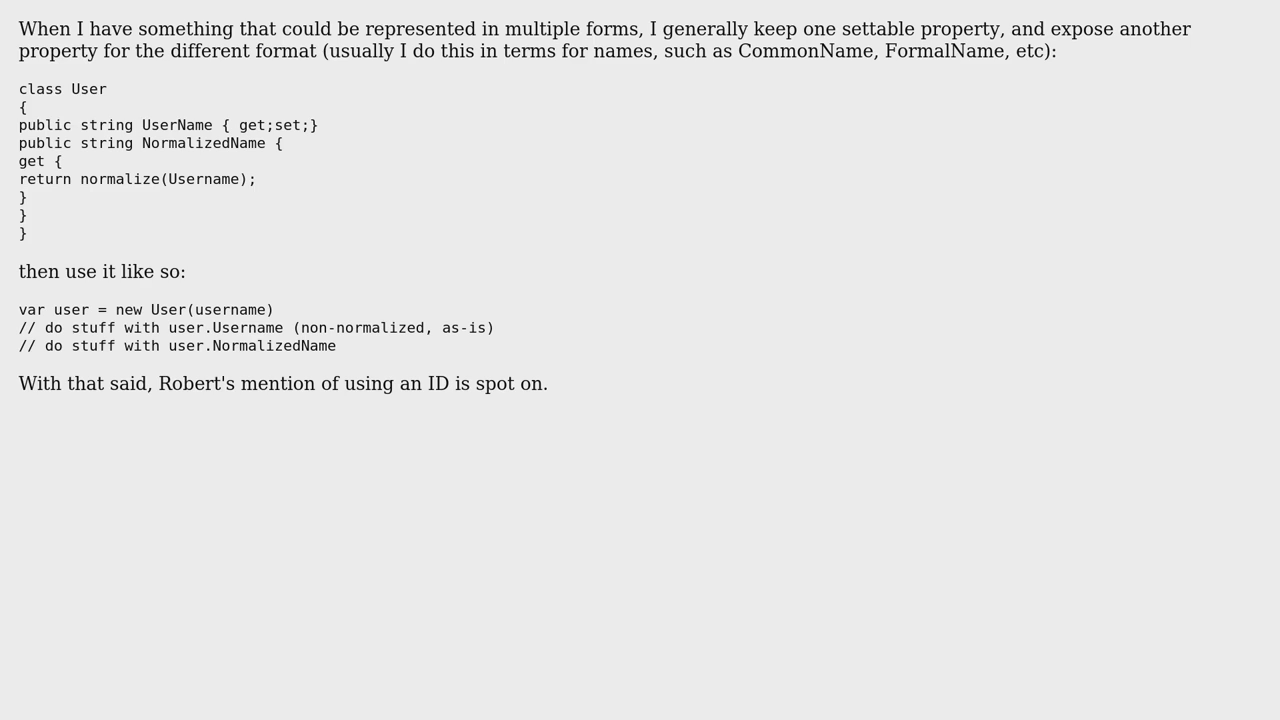 When I have something that could be represented in multiple forms, I generally keep one settable property, and expose another
property for the different format (usually I do this in terms for names, such as CommonName, FormalName, etc):
class User
{
public string UserName { get;set;}
public string NormalizedName {
get {
return normalize(Username);
}
}
}
then use it like so:
var user = new User(username)
// do stuff with user.Username (non-normalized, as-is)
// do stuff with user.NormalizedName
With that said, Robert's mention of using an ID is spot on.